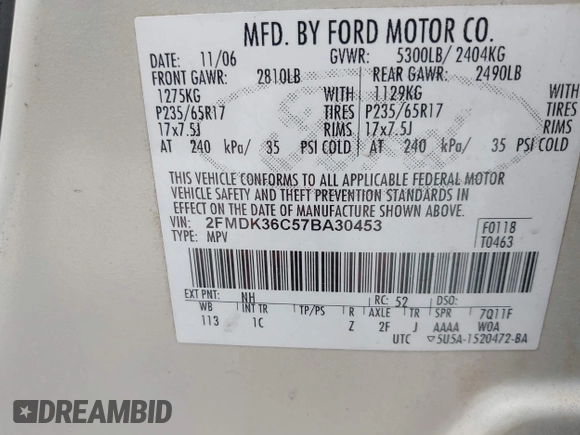 MFD. BY FORD MOTOR CO.
DATE: 11/06 GVWR: 5300LB/ 2404KG
FRONT GAWR: 2810LB REAR GAWR: 2490LB
1275KG WITH 1129KG WITH
P235/65R17 TIRES P235/65R17 TIRES
17x7.5J RIMS 17x7.5J RIMS
AT 240 kPa/ 35 PSI COLD AT 240 kPa/ 35 PSI COLD
THIS VEHICLE CONFORMS TO ALL APPLICABLE FEDERAL MOTOR
VEHICLE SAFETY AND THEFT PREVENTION STANDARDS IN
EFFECT ON THE DATE OF MANUFACTURE SHOWN ABOVE.
VIN: 2FMDK36C57BA30453 F0118
TYPE: MPV T0463
EXT PNT: NH RC: 52 DSO:
WB INT TR TP/PS R AXLE TR SPR 7Q11F
113 1C Z 2F J AAAA W0A
UTC ▽5U5A-1520472-BA
DREAMBID